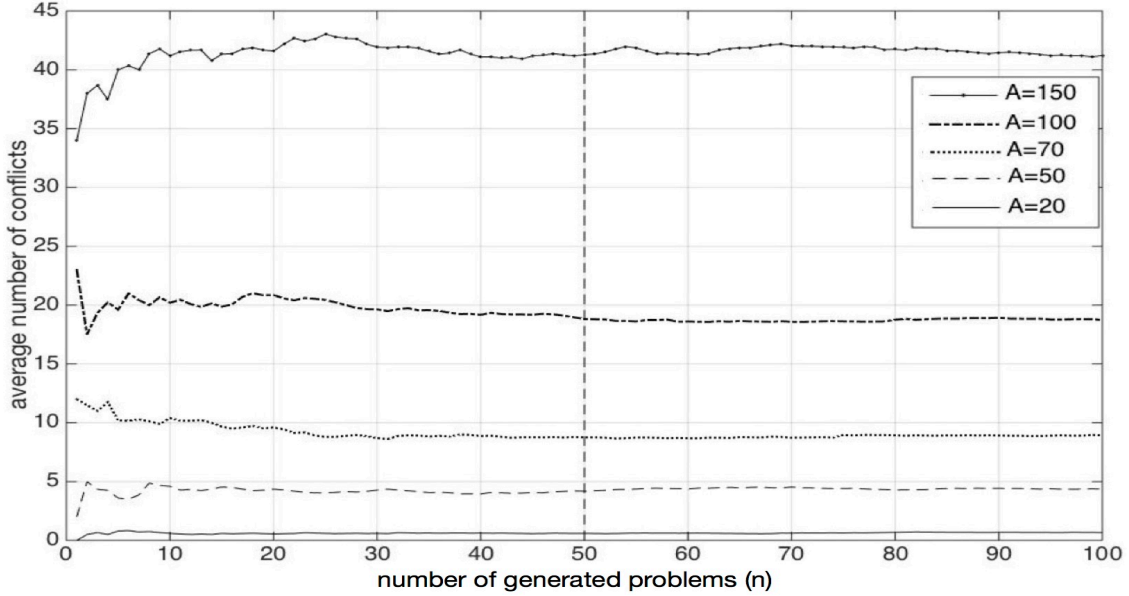 45
40
35
30
25
20
15
10
5
0
average number of conflicts
A=150
A=100
A=70
A=50
A=20
0 10 20 30 40 50 60 70 80 90 100
number of generated problems (n)